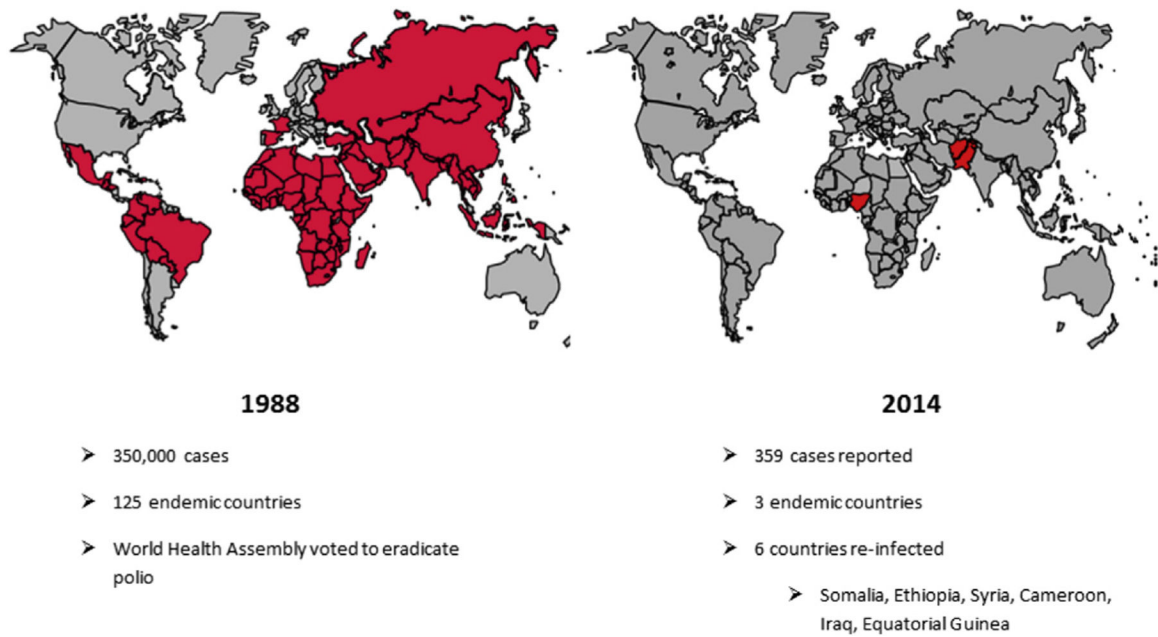 1988
➢ 350,000 cases
➢ 125 endemic countries
➢ World Health Assembly voted to eradicate
polio
2014
➢ 359 cases reported
➢ 3 endemic countries
➢ 6 countries re-infected
➢ Somalia, Ethiopia, Syria, Cameroon,
Iraq, Equatorial Guinea